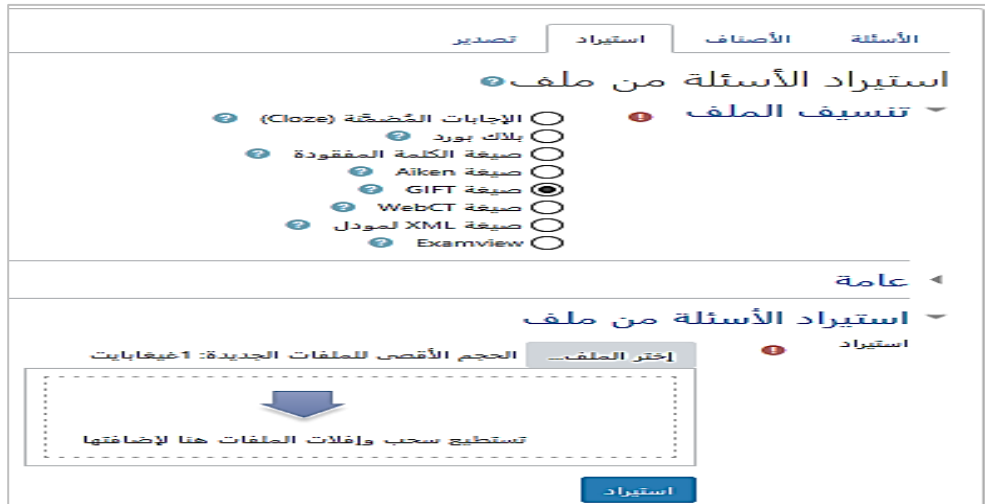 الأسئلة الأصناف استيراد تصدير
استيراد الأسئلة من ملف
تنسيف الملف
الإجابات المُضمَّنة (Cloze)
بلاك بورد
صيغة الكلمة المفقودة
صيغة Aiken
صيغة GIFT
صيغة WebCT
صيغة XML لمودل
Examview
عامة
استيراد الأسئلة من ملف
استيراد
إختر الملف... الحجم الأقصى للملفات الجديدة: 1غيغابايت
تستطيع سحب وإفلات الملفات هنا لإضافتها
استيراد